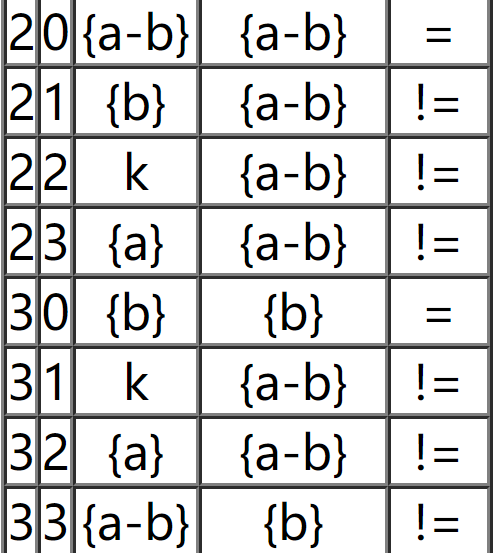 2 0 {a-b} {a-b} =
2 1 {b} {a-b} !=
2 2 k {a-b} !=
2 3 {a} {a-b} !=
3 0 {b} {b} =
3 1 k {a-b} !=
3 2 {a} {a-b} !=
3 3 {a-b} {b} !=